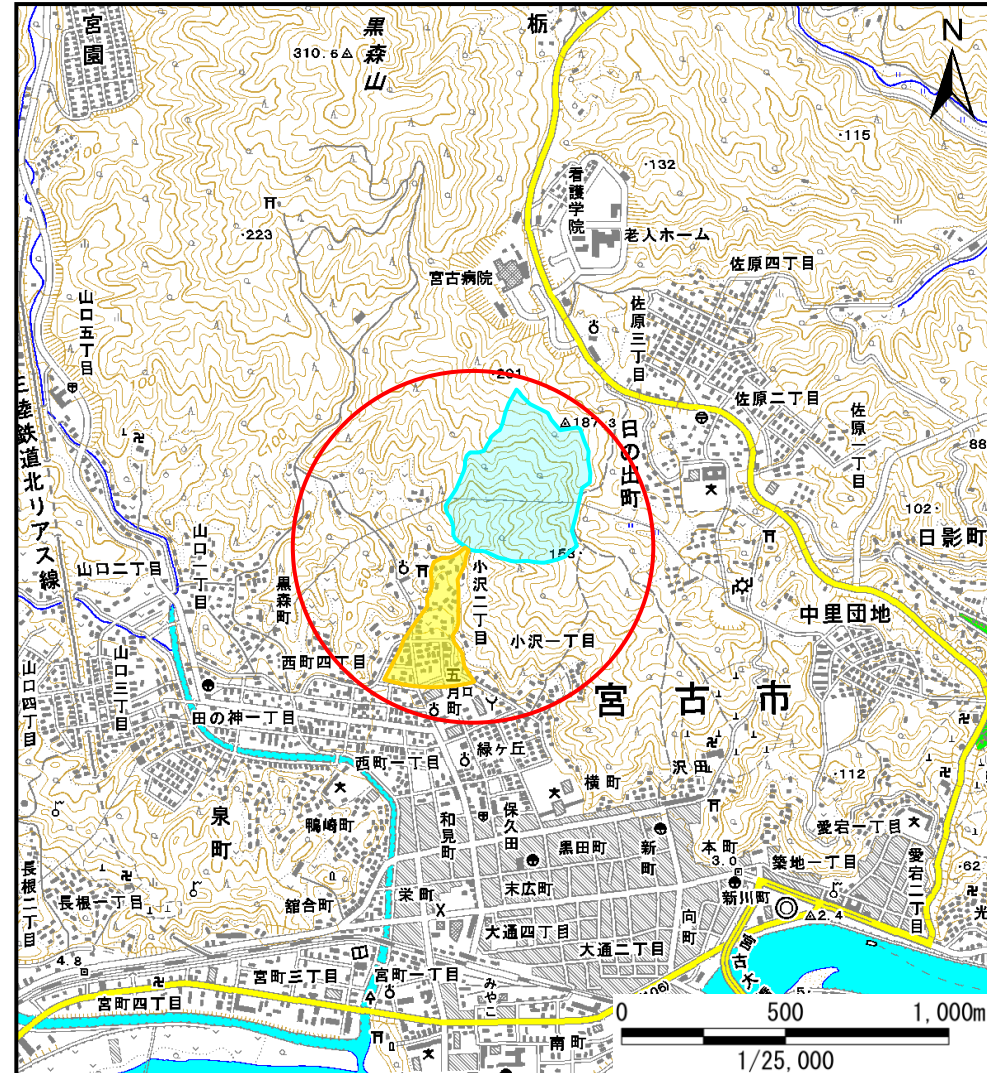 宮園
黒森山
310.6
栃
N
115
132
看護学院
老人ホーム
223
宮古病院
佐原四丁目
佐原三丁目
山口五丁目
三陸鉄道北リアス線
100
100
201
187.3
日の出町
佐原二丁目
佐原一丁目
88
102
日影町
山口二丁目
山口一丁目
黒森町
50
153
小沢二丁目
小沢一丁目
中里団地
西町四丁目
五月町
宮古市
山口四丁目
山口三丁目
田の神一丁目
西町一丁目
緑ヶ丘
沢田
横町
112
泉町
鴨崎町
和見町
保久田
黒田町
新町
本町
3.0
愛宕一丁目
築地一丁目
愛宕二丁目
62
光
長根二丁目
長根一丁目
舘合町
栄町
末広町
新川町
2.4
向町
大通四丁目
大通二丁目
4.8
宮町三丁目
宮町一丁目
宮町四丁目
みやこ
南町
宮古大
106)
5
0 500 1,000m
1/25,000